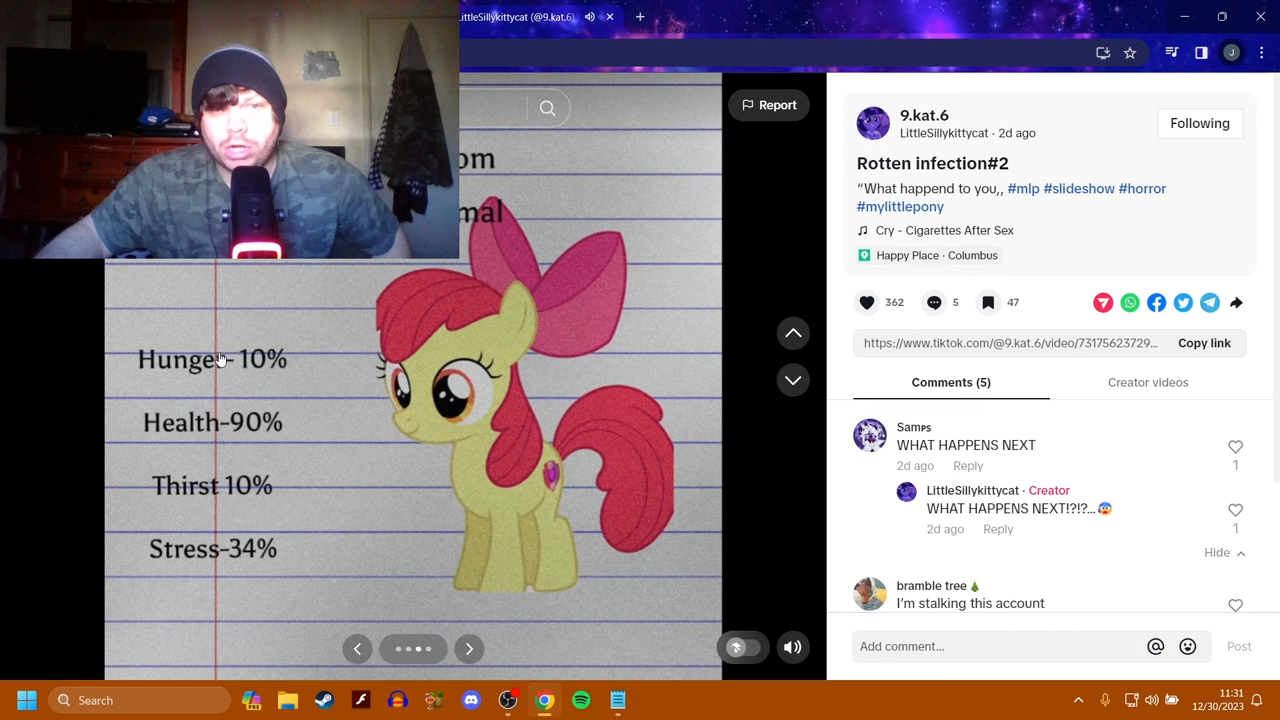 LittleSillykittycat (@9.kat.6)
J
Report
om
mal
Hunger- 10%
Health-90%
Thirst 10%
Stress-34%
9.kat.6
LittleSillykittycat · 2d ago
Following
Rotten infection#2
“What happend to you,, #mlp #slideshow #horror
#mylittlepony
Cry - Cigarettes After Sex
Happy Place · Columbus
362
5
47
https://www.tiktok.com/@9.kat.6/video/73175623729...
Copy link
Comments (5)
Creator videos
Samᴘs
WHAT HAPPENS NEXT
2d ago Reply
1
LittleSillykittycat · Creator
WHAT HAPPENS NEXT!?!?...😨
2d ago Reply
1
Hide
bramble tree🎄
I’m stalking this account
Add comment...
Post
Search
PRE
11:31
12/30/2023